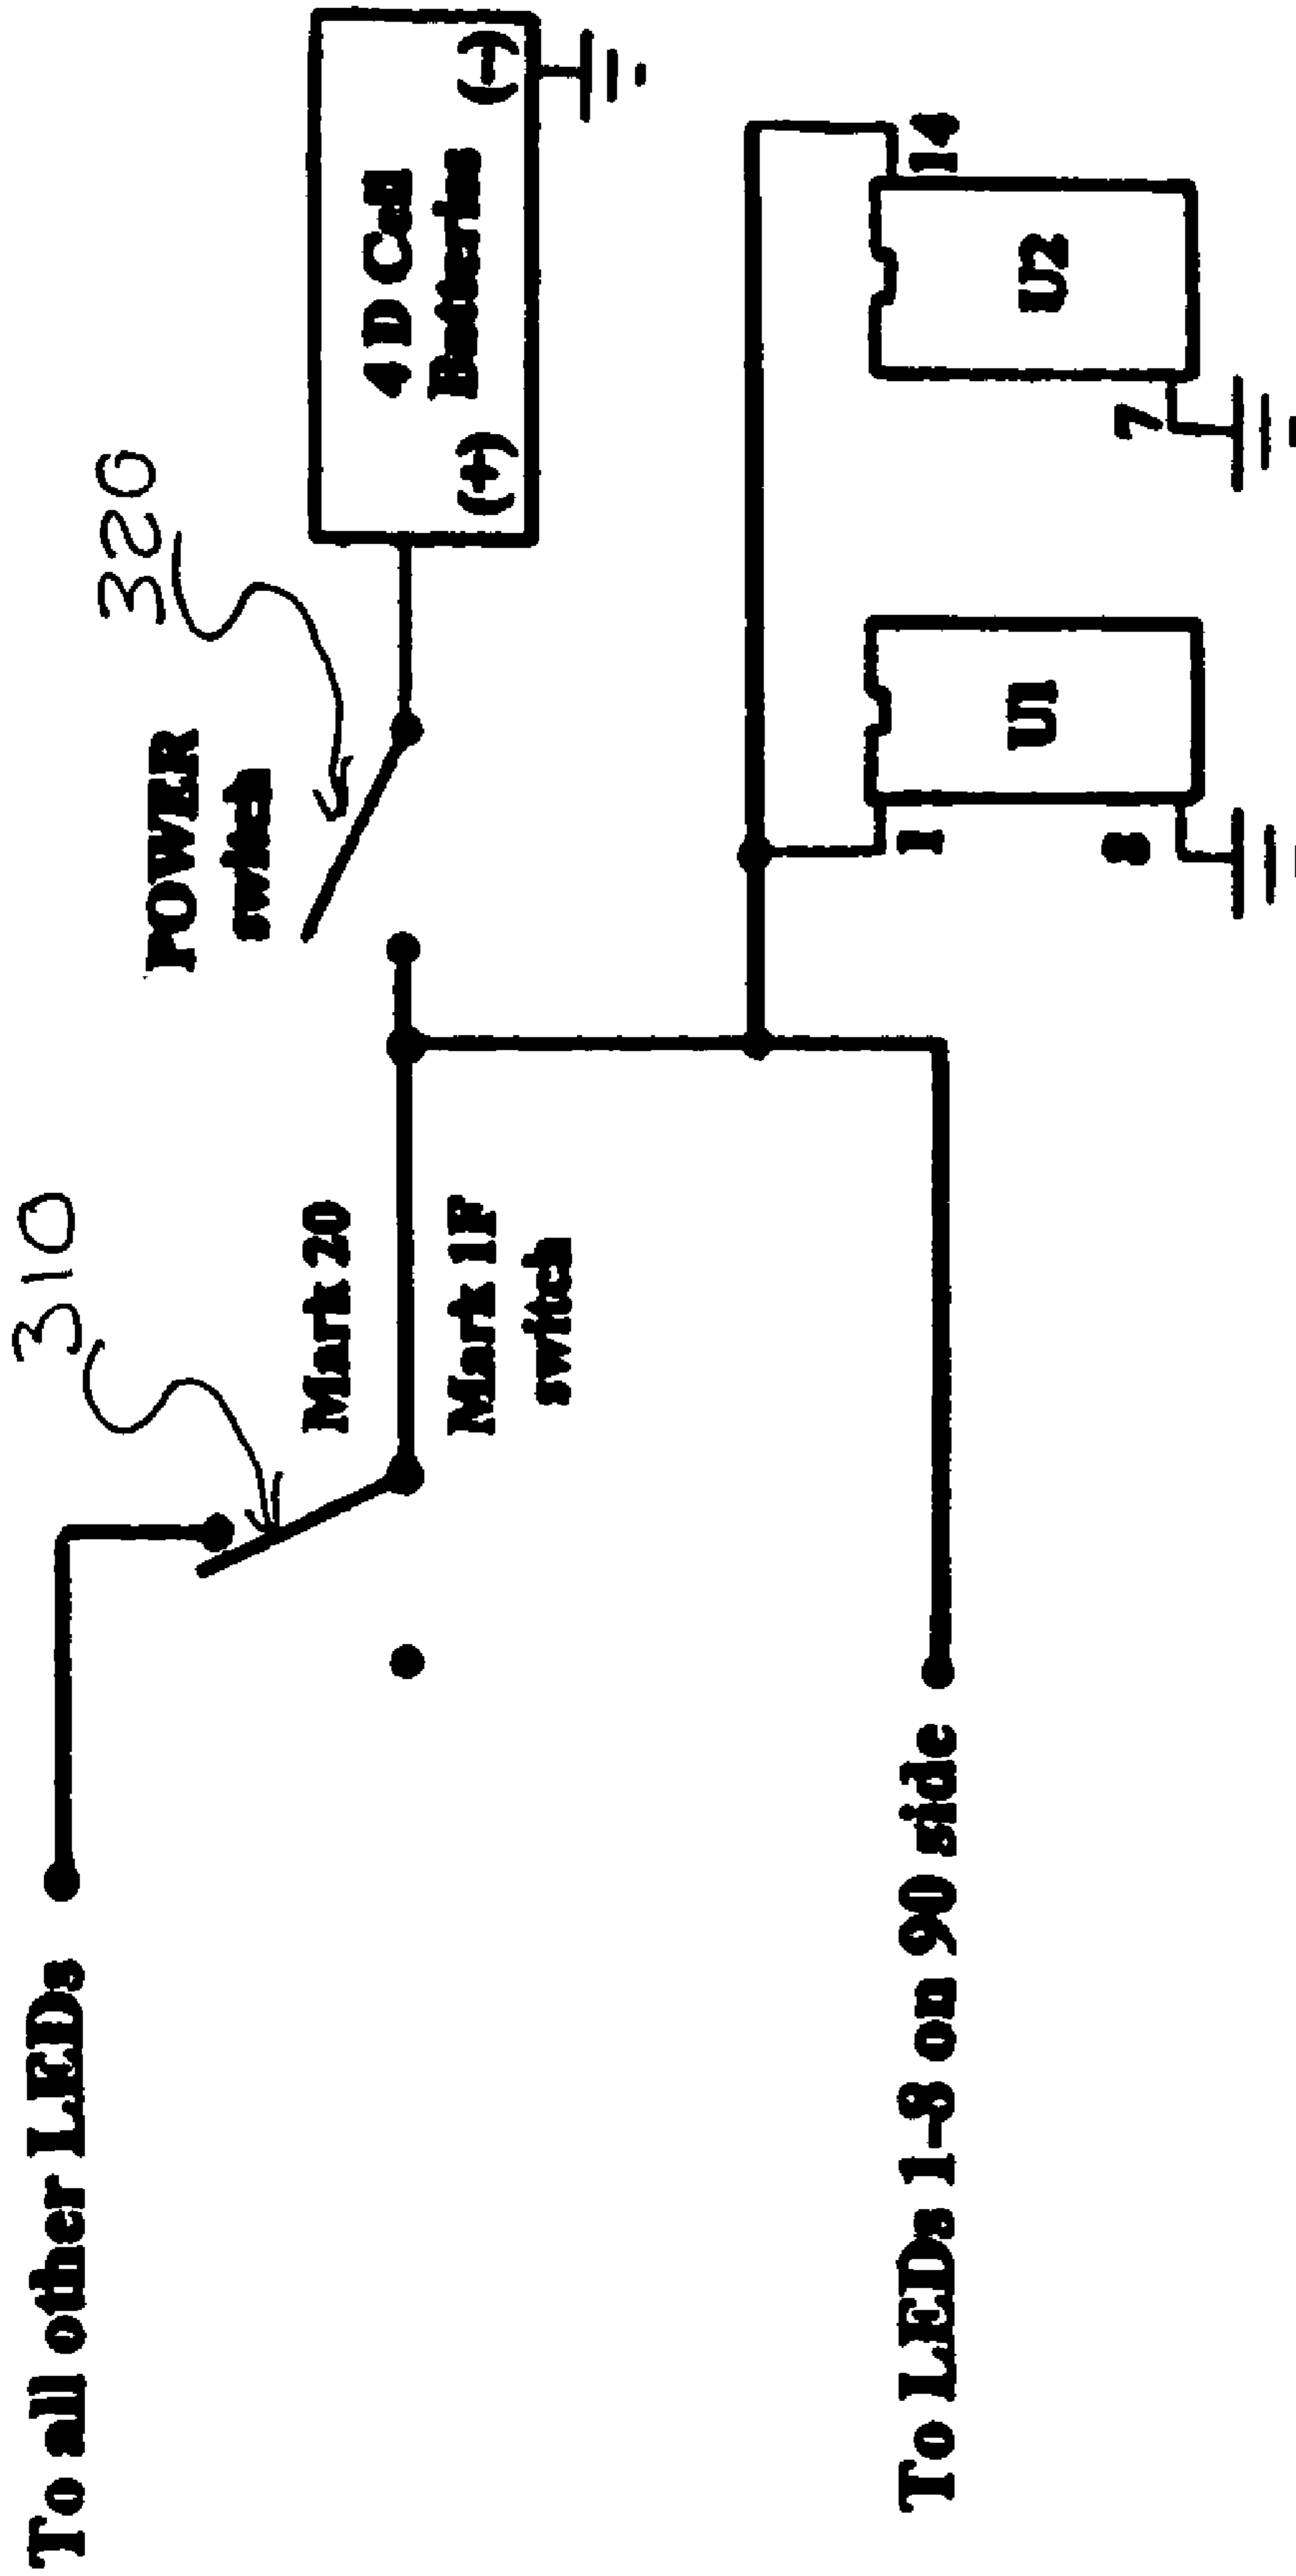 To all other LEDs
310
320
POWER
switch
Mark 20
Mark 1F
switch
4 D Cell
Batteries
(+) (-)
To LEDs 1-8 on 90 side
1
U1
8
14
U2
7